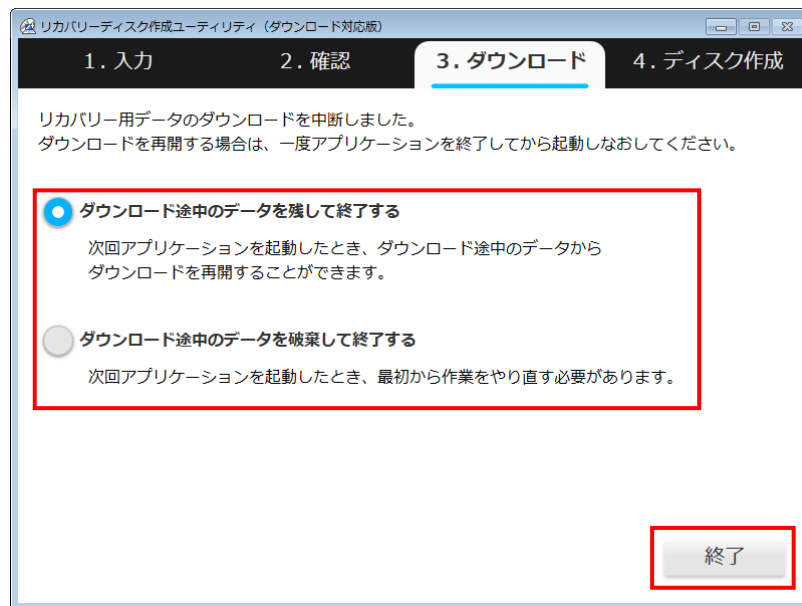 リカバリーディスク作成ユーティリティ（ダウンロード対応版）
1．入力 2．確認 3．ダウンロード 4．ディスク作成
リカバリー用データのダウンロードを中断しました。
ダウンロードを再開する場合は、一度アプリケーションを終了してから起動しなおしてください。
ダウンロード途中のデータを残して終了する
次回アプリケーションを起動したとき、ダウンロード途中のデータから
ダウンロードを再開することができます。
ダウンロード途中のデータを破棄して終了する
次回アプリケーションを起動したとき、最初から作業をやり直す必要があります。
終了